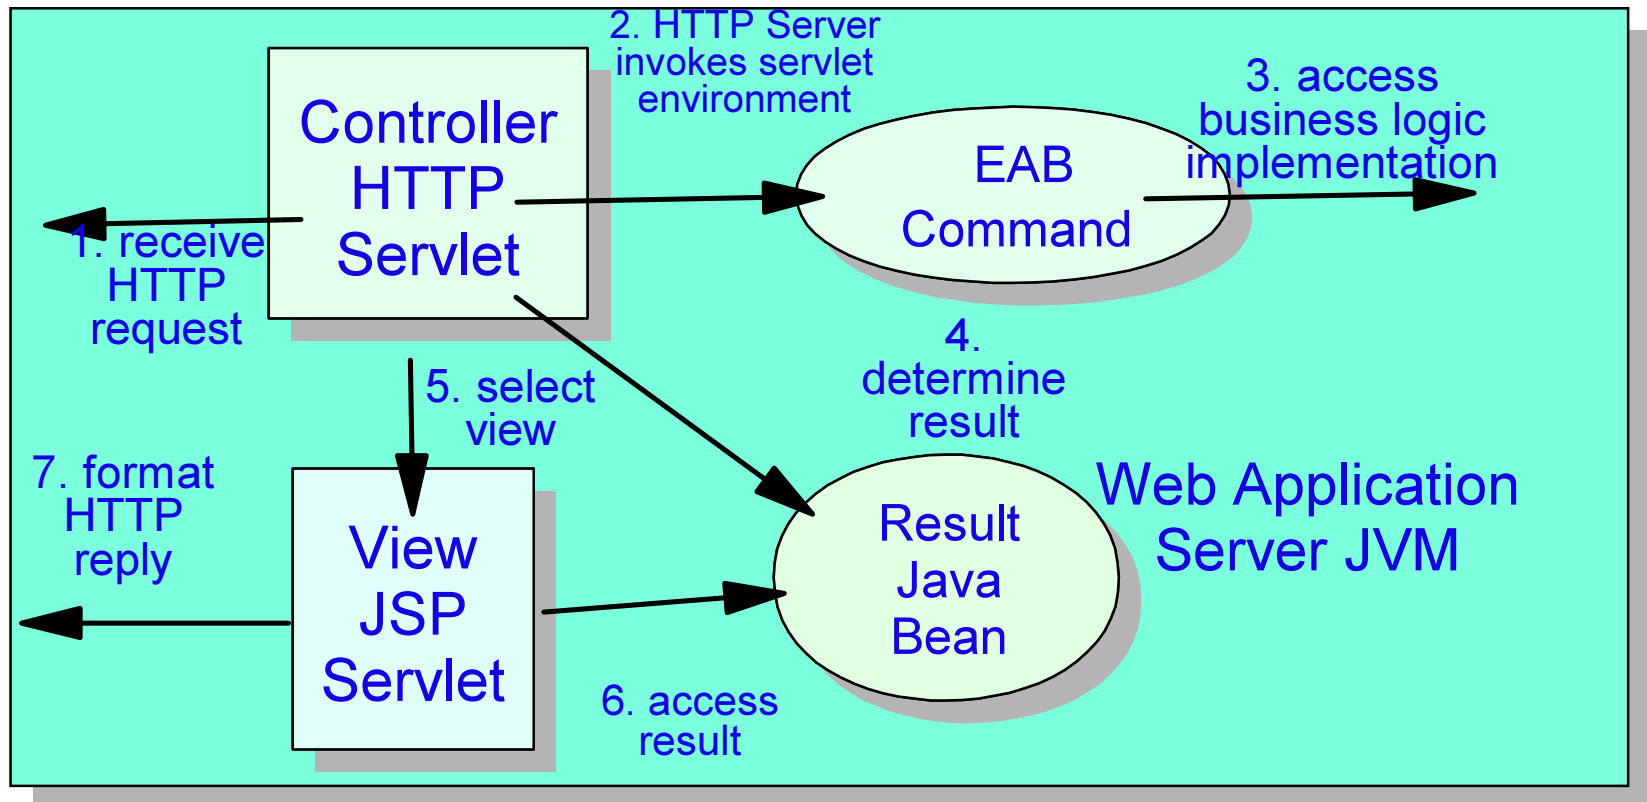 2. HTTP Server
invokes servlet
environment
3. access
business logic
implementation
Controller
HTTP
Servlet
EAB
Command
1. receive
HTTP
request
4.
determine
result
5. select
view
7. format
HTTP
reply
View
JSP
Servlet
Result
Java
Bean
Web Application
Server JVM
6. access
result